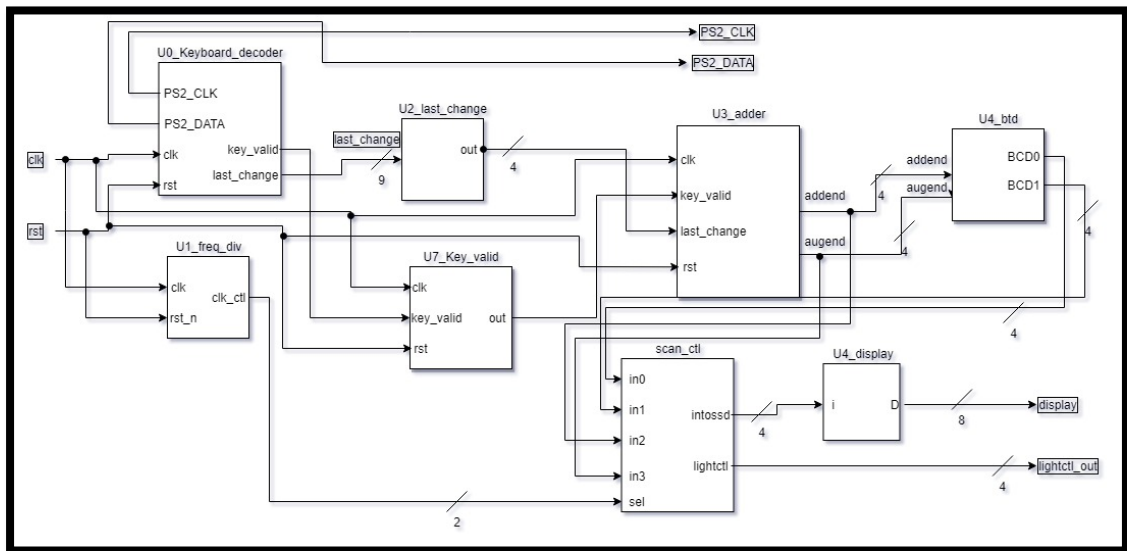 PS2_CLK
PS2_DATA
U0_Keyboard_decoder
PS2_CLK
PS2_DATA
clk
rst
key_valid
last_change
clk
rst
last_change
9
U2_last_change
out
4
U3_adder
clk
key_valid
last_change
rst
addend
augend
addend
4
augend
4
U4_btd
BCD0
BCD1
4
4
U1_freq_div
clk
rst_n
clk_ctl
U7_Key_valid
clk
key_valid
rst
out
scan_ctl
in0
in1
in2
in3
sel
intossd
lightctl
4
U4_display
i
D
8
display
4
lightctl_out
2